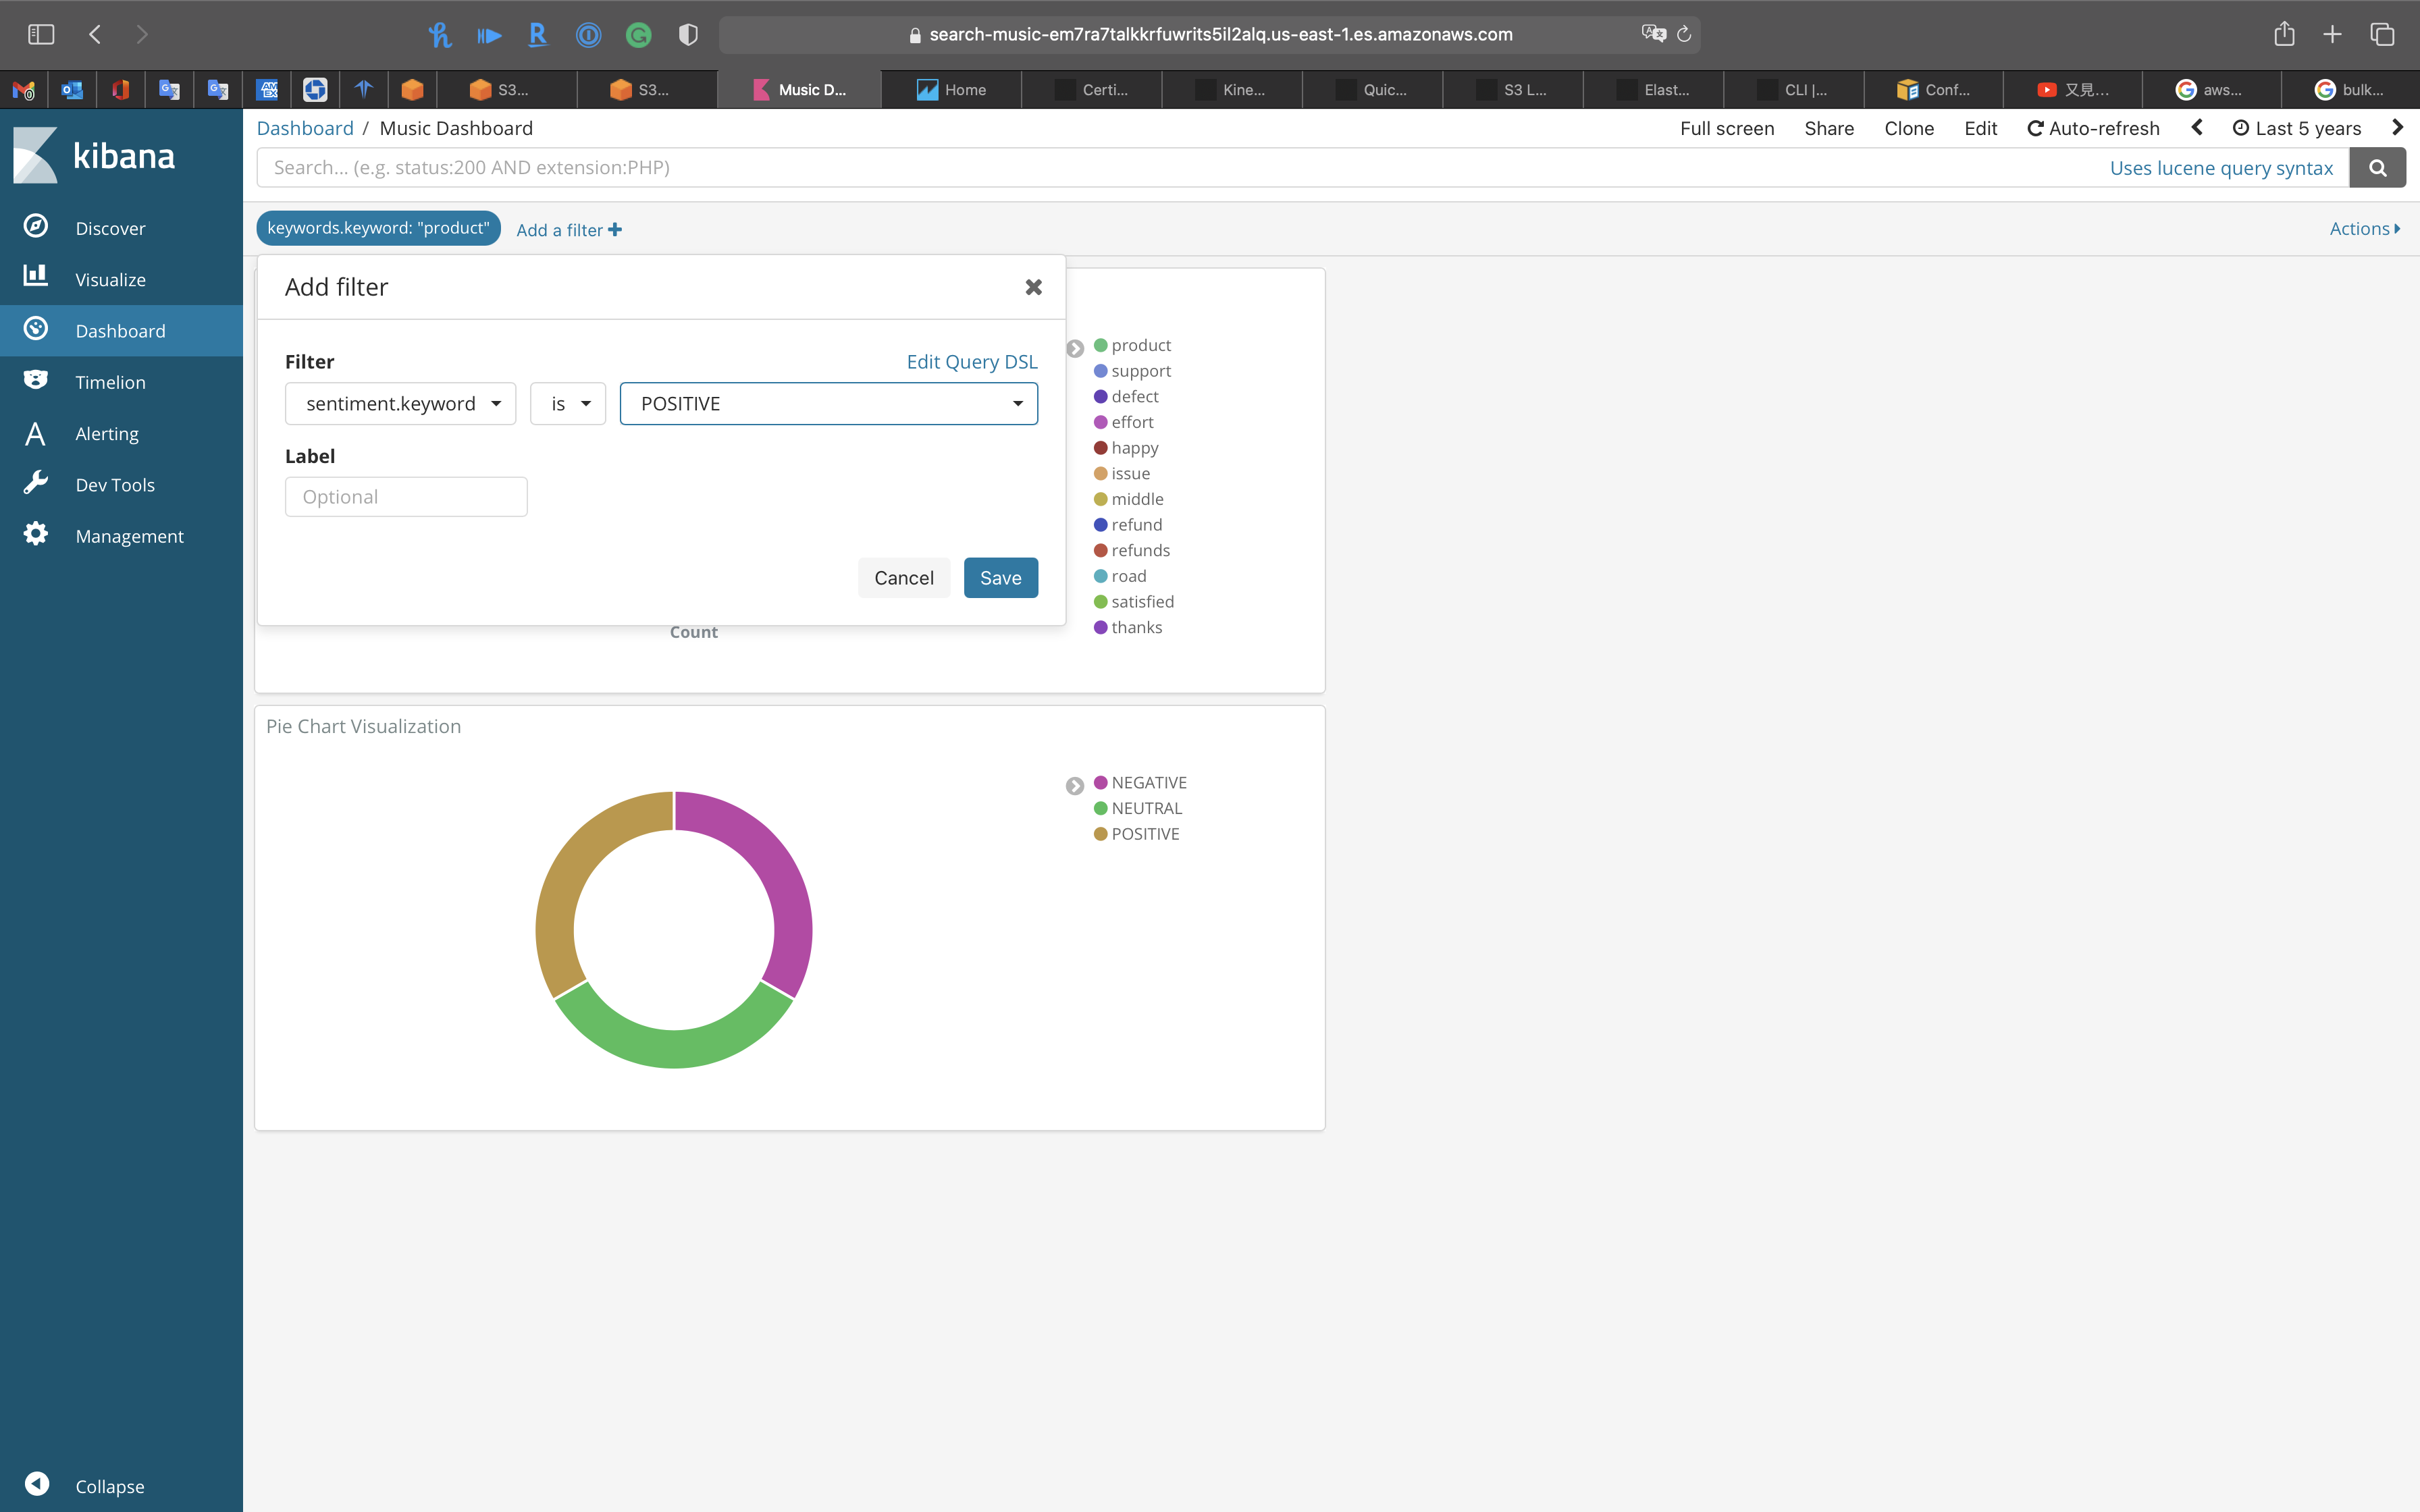 search-music-em7ra7talkkrfuwrits5il2alq.us-east-1.es.amazonaws.com
S3...
S3...
Music D...
Home
Certi...
Kine...
Quic...
S3 L...
Elast...
CLI |...
Conf...
又見...
aws...
bulk...
kibana
Discover
Visualize
Dashboard
Timelion
Alerting
Dev Tools
Management
Collapse
Dashboard / Music Dashboard
Full screen Share Clone Edit Auto-refresh Last 5 years
Search... (e.g. status:200 AND extension:PHP)
Uses lucene query syntax
keywords.keyword: "product"
Add a filter
Actions
Add filter
Filter
Edit Query DSL
sentiment.keyword
is
POSITIVE
Label
Optional
Cancel
Save
Count
product
support
defect
effort
happy
issue
middle
refund
refunds
road
satisfied
thanks
Pie Chart Visualization
NEGATIVE
NEUTRAL
POSITIVE